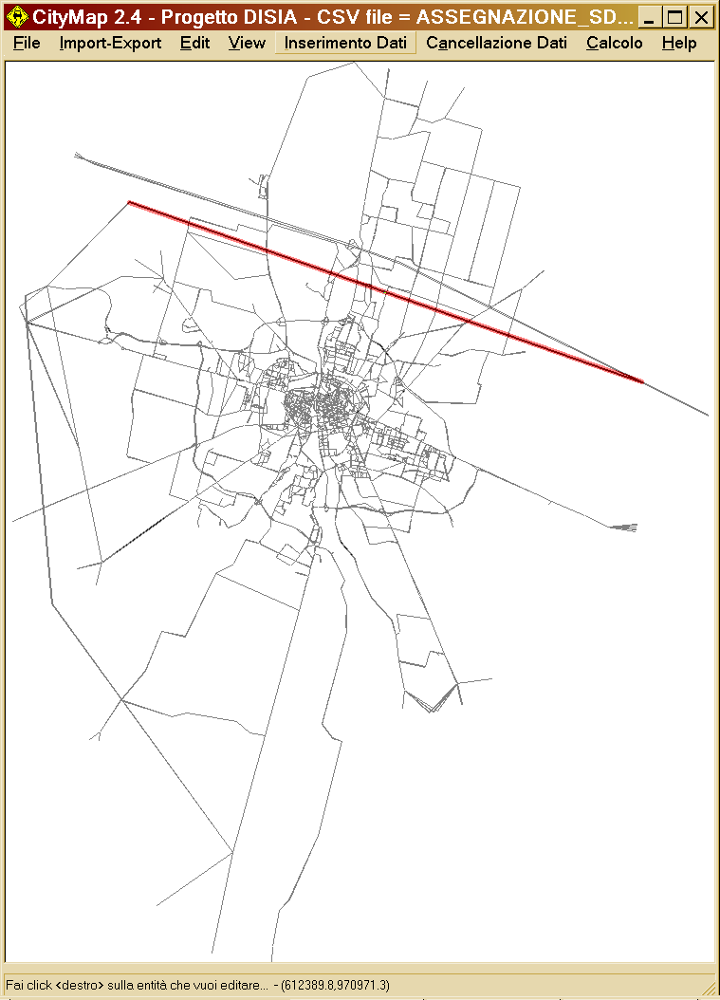 CityMap 2.4 - Progetto DISIA - CSV file = ASSEGNAZIONE_SD...
File Import-Export Edit View Inserimento Dati Cancellazione Dati Calcolo Help
Fai click <destro> sulla entità che vuoi editare... - (612389.8,970971.3)